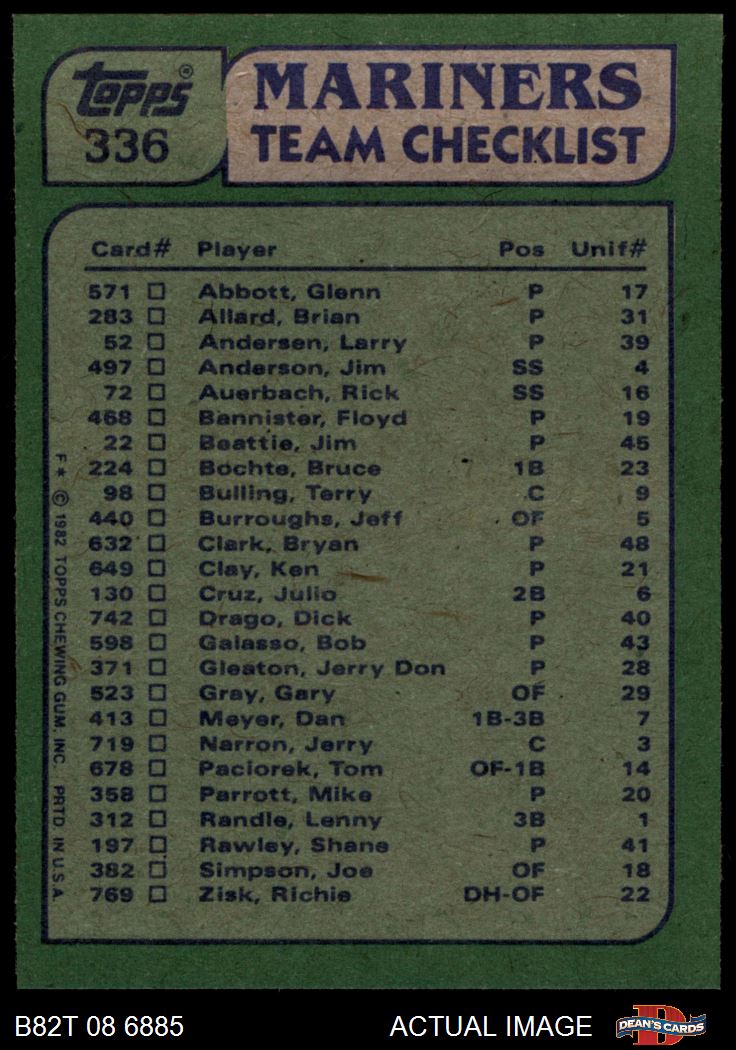 Topps®
336
MARINERS
TEAM CHECKLIST
Card# Player Pos Unif#
571 Abbott, Glenn P 17
283 Allard, Brian P 31
52 Andersen, Larry P 39
497 Anderson, Jim SS 4
72 Auerbach, Rick SS 16
468 Bannister, Floyd P 19
22 Beattie, Jim P 45
224 Bochte, Bruce 1B 23
98 Bulling, Terry C 9
440 Burroughs, Jeff OF 5
632 Clark, Bryan P 48
649 Clay, Ken P 21
130 Cruz, Julio 2B 6
742 Drago, Dick P 40
598 Galasso, Bob P 43
371 Gleaton, Jerry Don P 28
523 Gray, Gary OF 29
413 Meyer, Dan 1B-3B 7
719 Narron, Jerry C 3
678 Paciorek, Tom OF-1B 14
358 Parrott, Mike P 20
312 Randle, Lenny 3B 1
197 Rawley, Shane P 41
382 Simpson, Joe OF 18
769 Zisk, Richie DH-OF 22
F* © 1982 TOPPS CHEWING GUM, INC. PRTD. IN U.S.A.
B82T 08 6885 ACTUAL IMAGE
D
DEAN'S CARDS